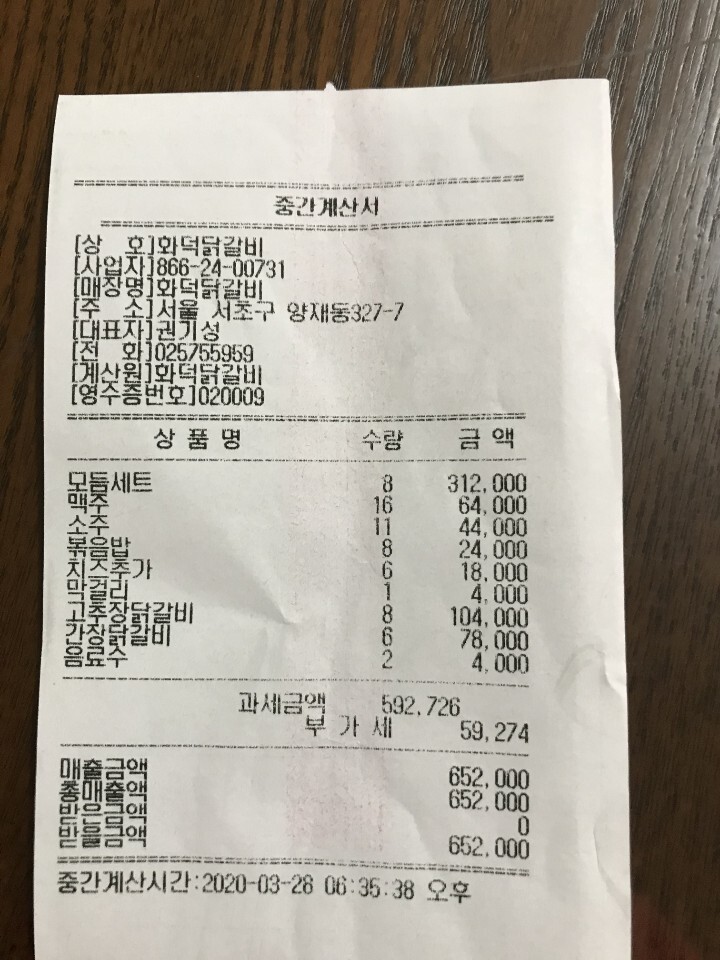 중간계산서
[상 호]화덕닭갈비
[사업자]866-24-00731
[매장명]화덕닭갈비
[주 소]서울 서초구 양재동327-7
[대표자]권기성
[전 화]025755959
[계산원]화덕닭갈비
[영수증번호]020009
상 품 명 수량 금 액
모듬세트 8 312,000
맥주 16 64,000
소주 11 44,000
볶음밥 8 24,000
치즈추가 6 18,000
막걸리 1 4,000
고추장닭갈비 8 104,000
간장닭갈비 6 78,000
음료수 2 4,000
과세금액 592,726
부 가 세 59,274
매출금액 652,000
총매출액 652,000
받은금액 0
받을금액 652,000
중간계산시간:2020-03-28 06:35:38 오후